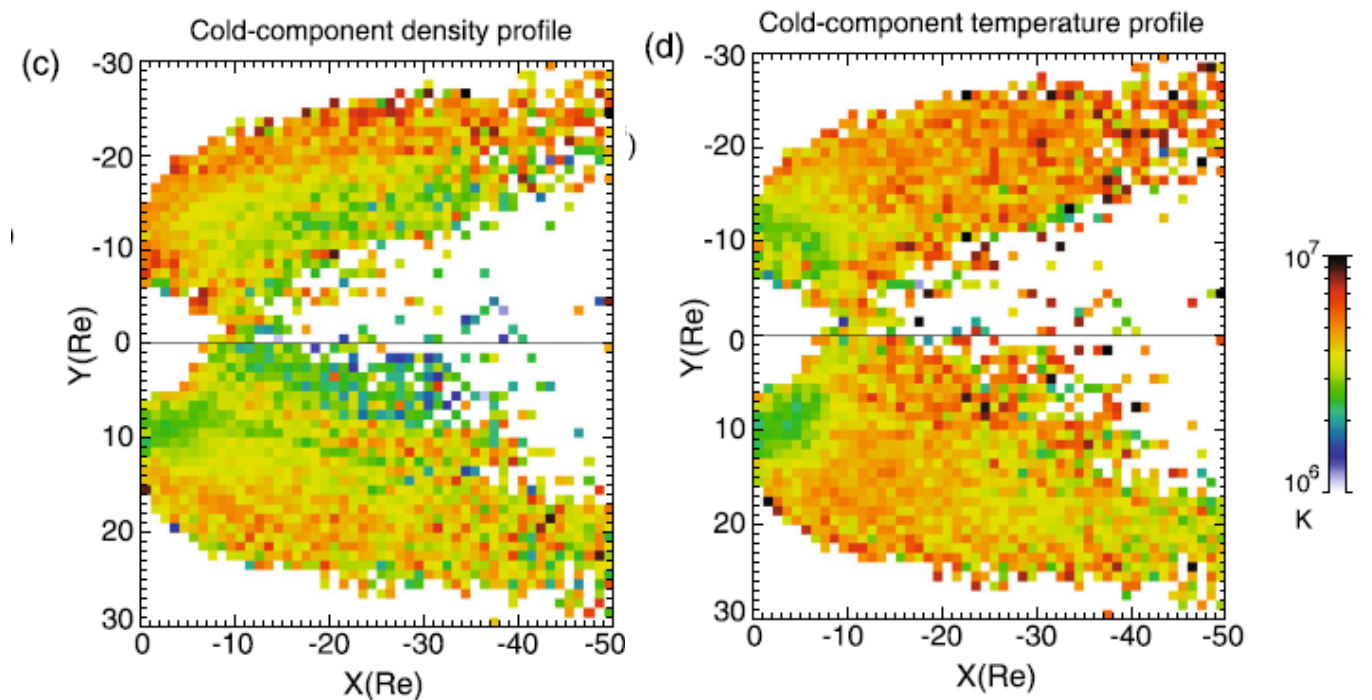 Cold-component density profile
(c)
-30
-20
-10
0
10
20
30
Y(Re)
0 -10 -20 -30 -40 -50
X(Re)
)
)
Cold-component temperature profile
(d)
-30
-20
-10
0
10
20
30
Y(Re)
0 -10 -20 -30 -40 -50
X(Re)
10⁷
10⁶
K